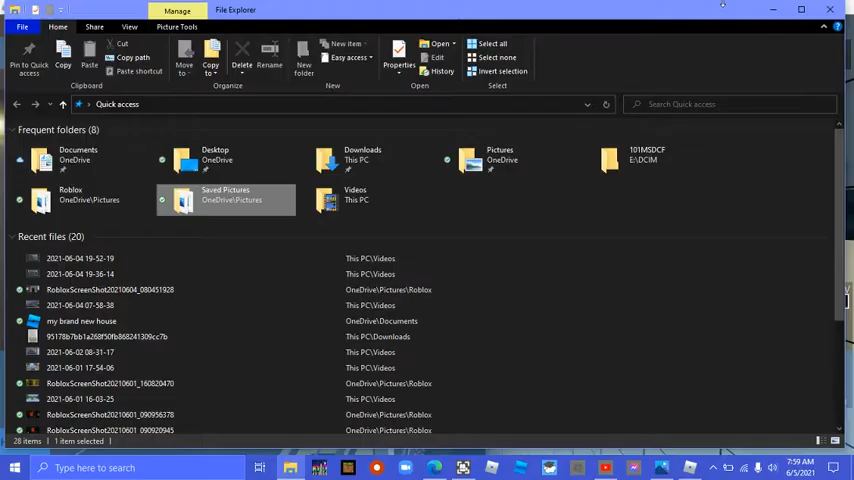 Manage
File Explorer
File
Home
Share
View
Picture Tools
Pin to Quick access
Copy
Paste
Cut
Copy path
Paste shortcut
Clipboard
Move to
Copy to
Delete
Rename
Organize
New folder
New item
Easy access
New
Properties
Open
Edit
History
Open
Select all
Select none
Invert selection
Select
Quick access
Search Quick access
Frequent folders (8)
Documents
OneDrive
Desktop
OneDrive
Downloads
This PC
Pictures
OneDrive
101MSDCF
E:\DCIM
Roblox
OneDrive\Pictures
Saved Pictures
OneDrive\Pictures
Videos
This PC
Recent files (20)
2021-06-04 19-52-19 This PC\Videos
2021-06-04 19-36-14 This PC\Videos
RobloxScreenShot20210604_080451928 OneDrive\Pictures\Roblox
2021-06-04 07-58-38 This PC\Videos
my brand new house OneDrive\Documents
95178b7bb1a268f50fb868241309cc7b This PC\Downloads
2021-06-02 08-31-17 This PC\Videos
2021-06-01 17-54-06 This PC\Videos
RobloxScreenShot20210601_160820470 OneDrive\Pictures\Roblox
2021-06-01 16-03-25 This PC\Videos
RobloxScreenShot20210601_090956378 OneDrive\Pictures\Roblox
RobloxScreenShot20210601_090920945 OneDrive\Pictures\Roblox
28 items
1 item selected
Type here to search
7:59 AM
6/5/2021